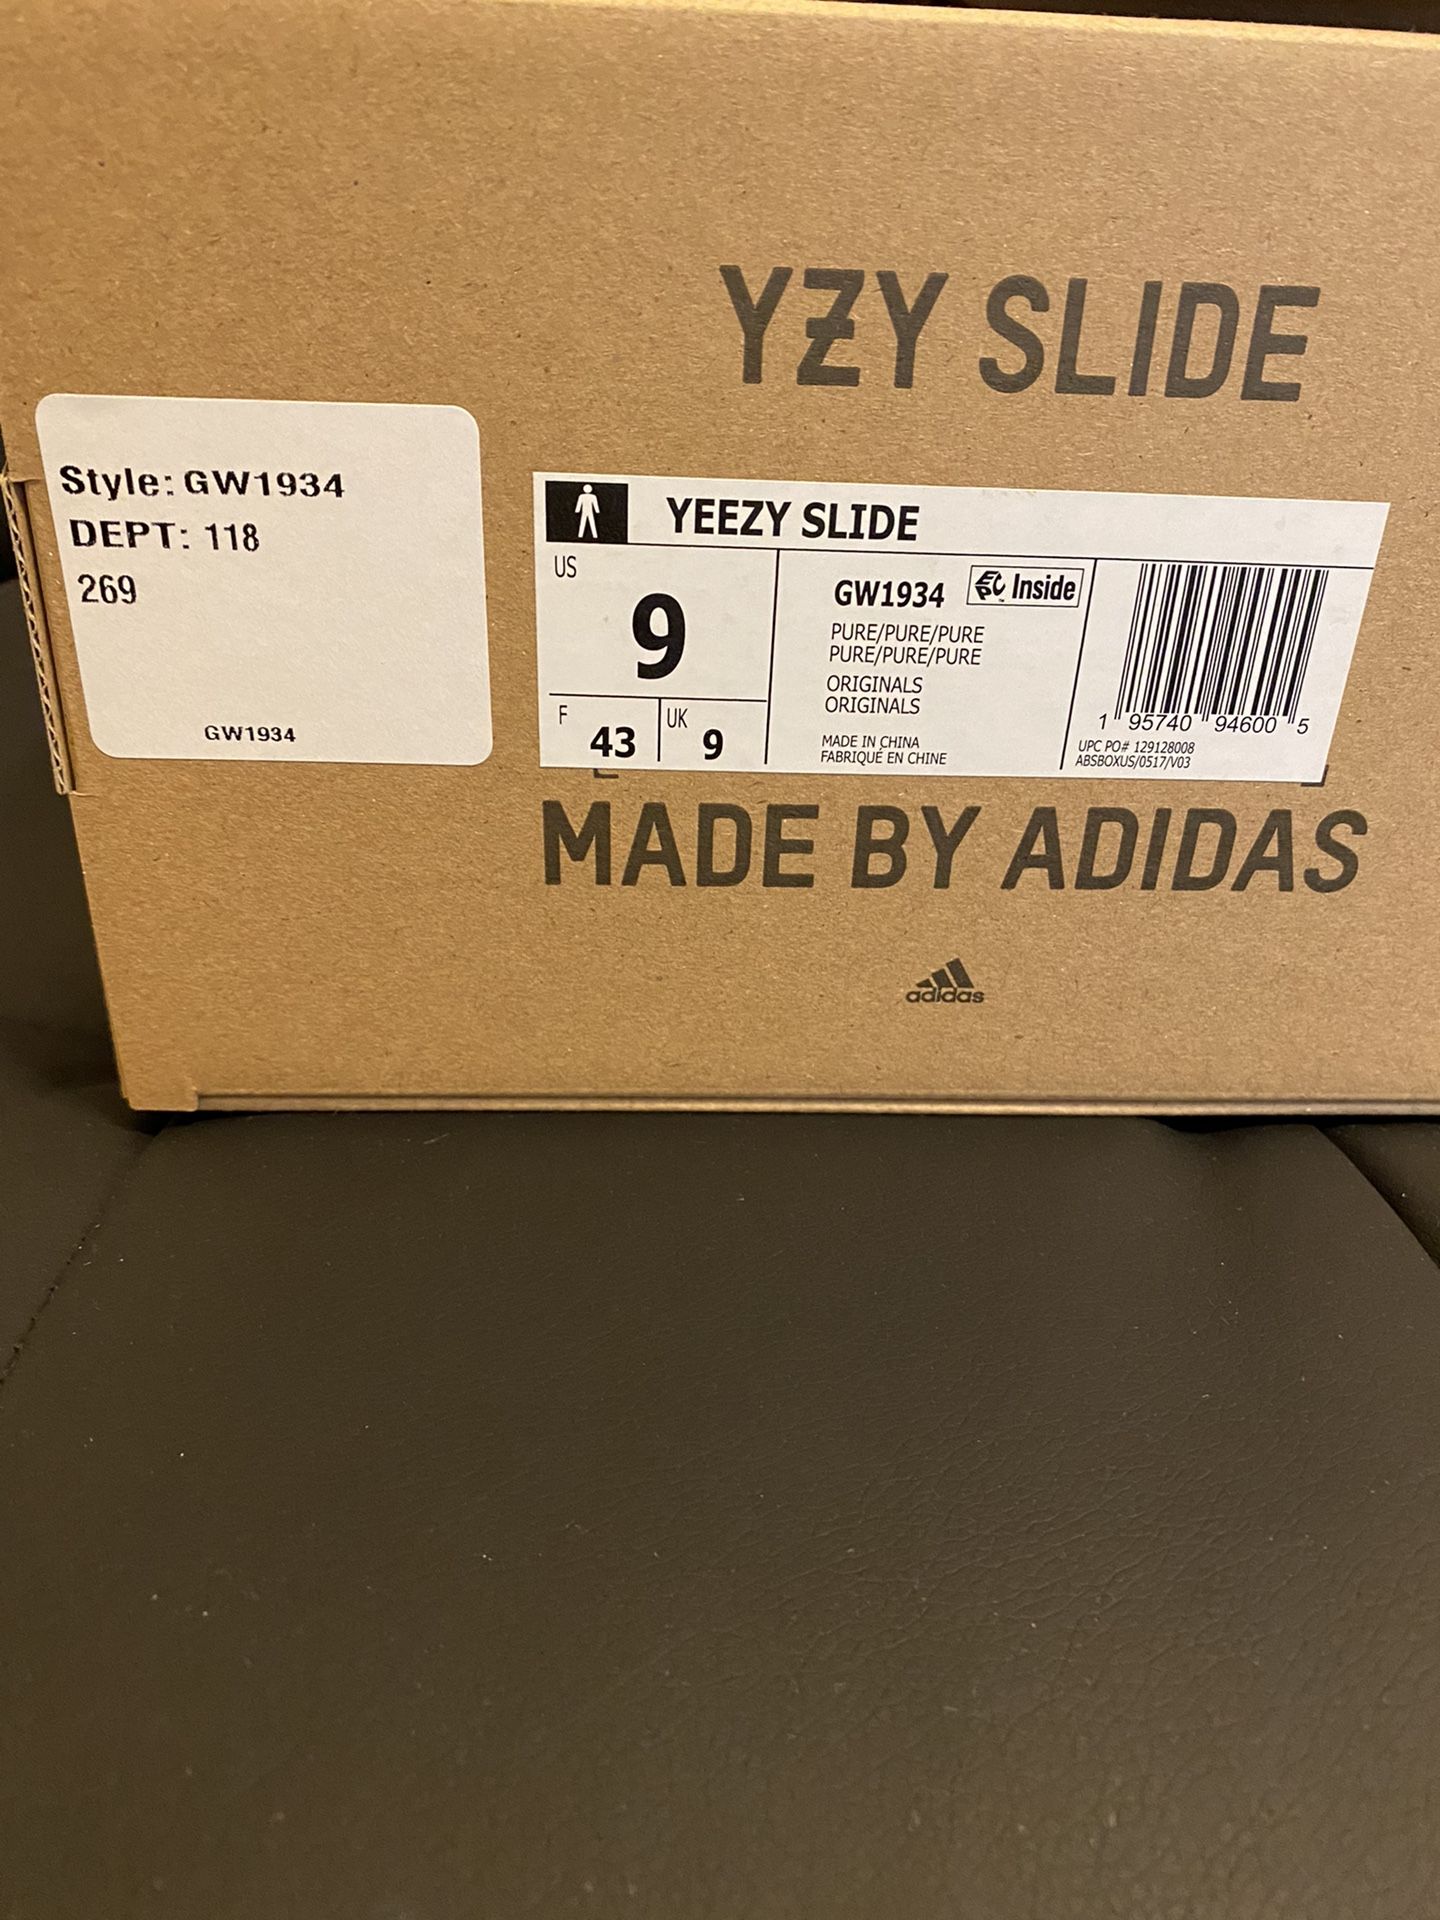 YZY SLIDE
Style: GW1934
DEPT: 118
269
GW1934
YEEZY SLIDE
US
9
F 43
UK 9
GW1934 EPC Inside
PURE/PURE/PURE
PURE/PURE/PURE
ORIGINALS
ORIGINALS
MADE IN CHINA
FABRIQUÉ EN CHINE
1 95740 94600 5
UPC PO# 129128008
ABSBOXUS/0517/V03
MADE BY ADIDAS
adidas